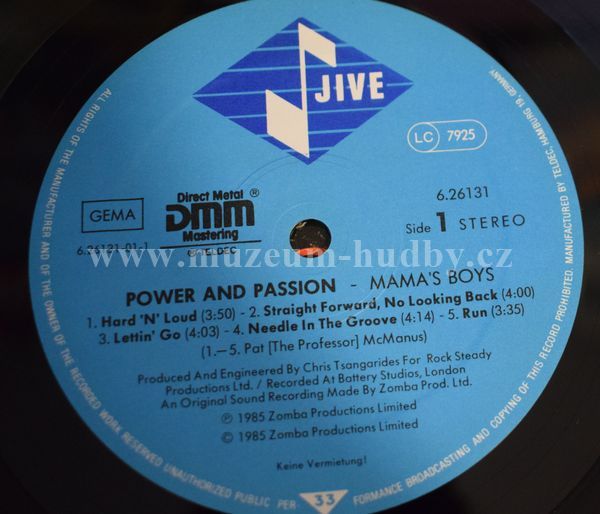 JIVE
LC 7925
GEMA
Direct Metal ®
DMM
Mastering
TELDEC
6.26131-01-1
6.26131
Side 1 STEREO
www.muzeum-hudby.cz
POWER AND PASSION - MAMA'S BOYS
1. Hard 'N' Loud (3:50) - 2. Straight Forward, No Looking Back (4:00)
3. Lettin' Go (4:03) - 4. Needle In The Groove (4:14) - 5. Run (3:35)
(1.—5. Pat [The Professor] McManus)
Produced And Engineered By Chris Tsangarides For Rock Steady
Productions Ltd. / Recorded At Battery Studios, London
An Original Sound Recording Made By Zomba Prod. Ltd.
℗ 1985 Zomba Productions Limited
© 1985 Zomba Productions Limited
Keine Vermietung!
33
ALL RIGHTS OF THE MANUFACTURER AND OF THE OWNER OF THE RECORDED WORK RESERVED UNAUTHORIZED PUBLIC PERFORMANCE BROADCASTING AND COPYING OF THIS RECORD PROHIBITED. MANUFACTURED BY TELDEC HAMBURG 19, GERMANY